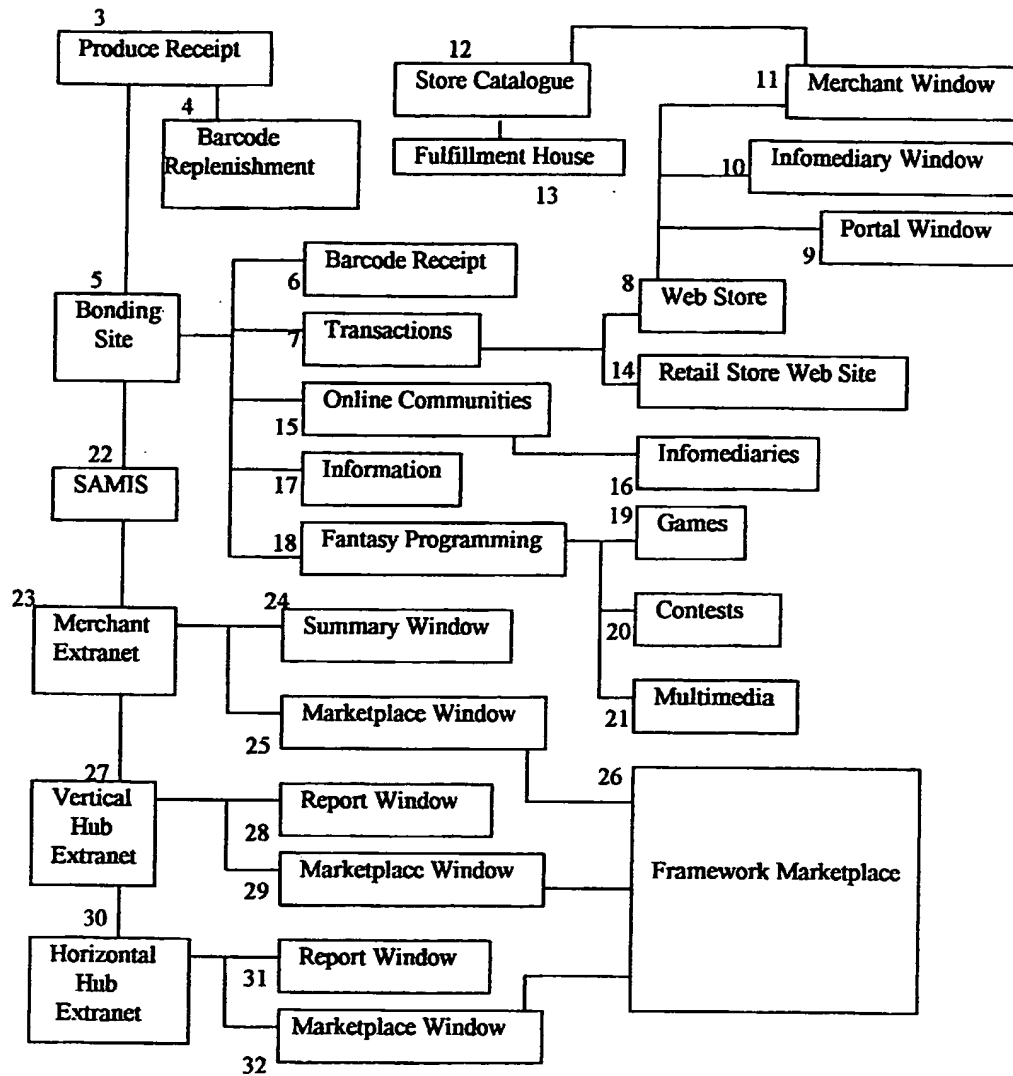 3
Produce Receipt
12
Store Catalogue
11
Merchant Window
4
Barcode
Replenishment
Fulfillment House
13
10
Infomediary Window
Portal Window
9
5
Bonding
Site
6
Barcode Receipt
8
Web Store
7
Transactions
14
Retail Store Web Site
Online Communities
15
22
SAMIS
Information
17
Infomediaries
16
18
Fantasy Programming
19
Games
23
Merchant
Extranet
24
Summary Window
Contests
20
Marketplace Window
25
Multimedia
21
27
Vertical
Hub
Extranet
Report Window
28
26
Framework Marketplace
Marketplacc Window
29
30
Horizontal
Hub
Extranet
Report Window
31
Marketplace Window
32